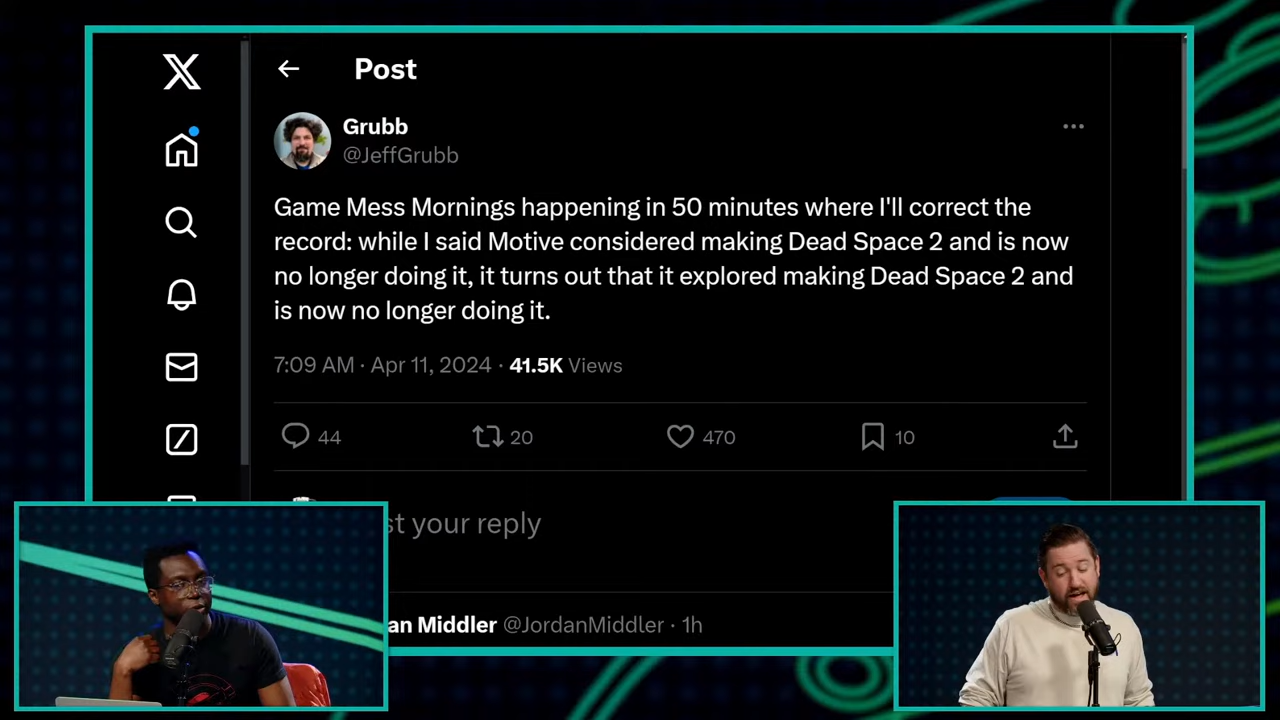 Post
Grubb
@JeffGrubb
Game Mess Mornings happening in 50 minutes where I'll correct the
record: while I said Motive considered making Dead Space 2 and is now
no longer doing it, it turns out that it explored making Dead Space 2 and
is now no longer doing it.
7:09 AM · Apr 11, 2024 · 41.5K Views
44 20 470 10
st your reply
an Middler @JordanMiddler · 1h